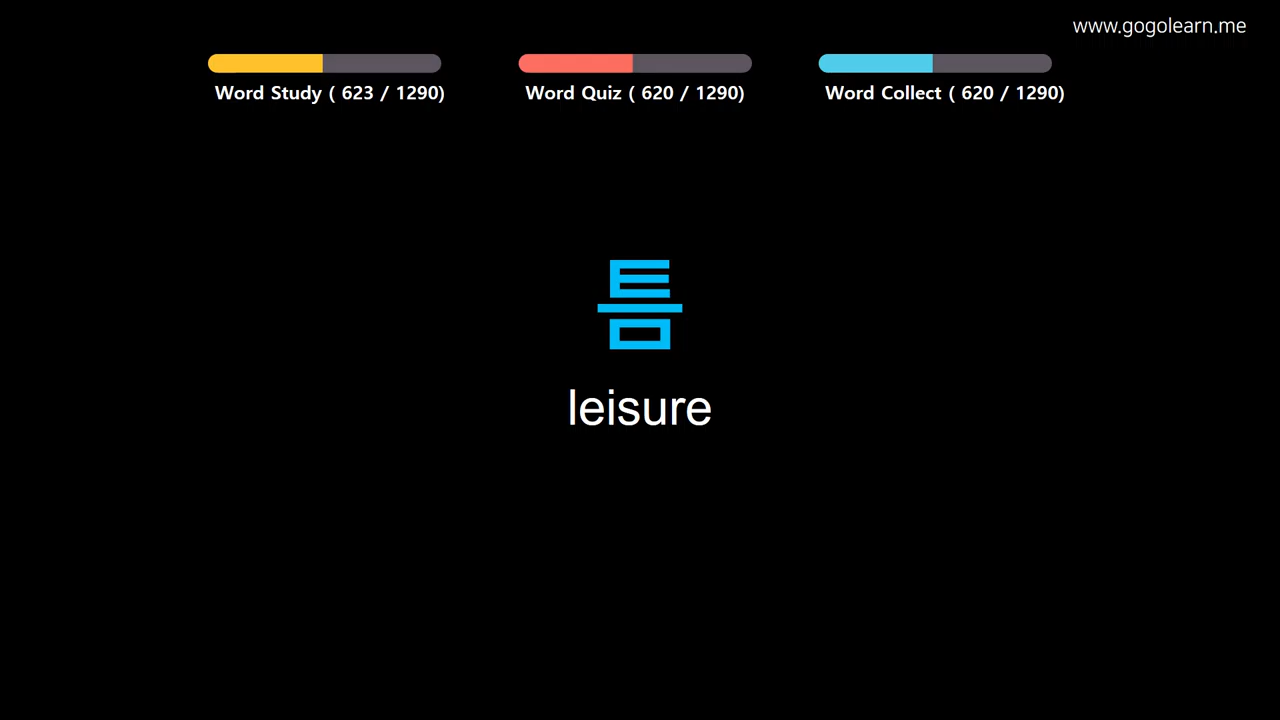 www.gogolearn.me
Word Study ( 623 / 1290)
Word Quiz ( 620 / 1290)
Word Collect ( 620 / 1290)
틈
leisure